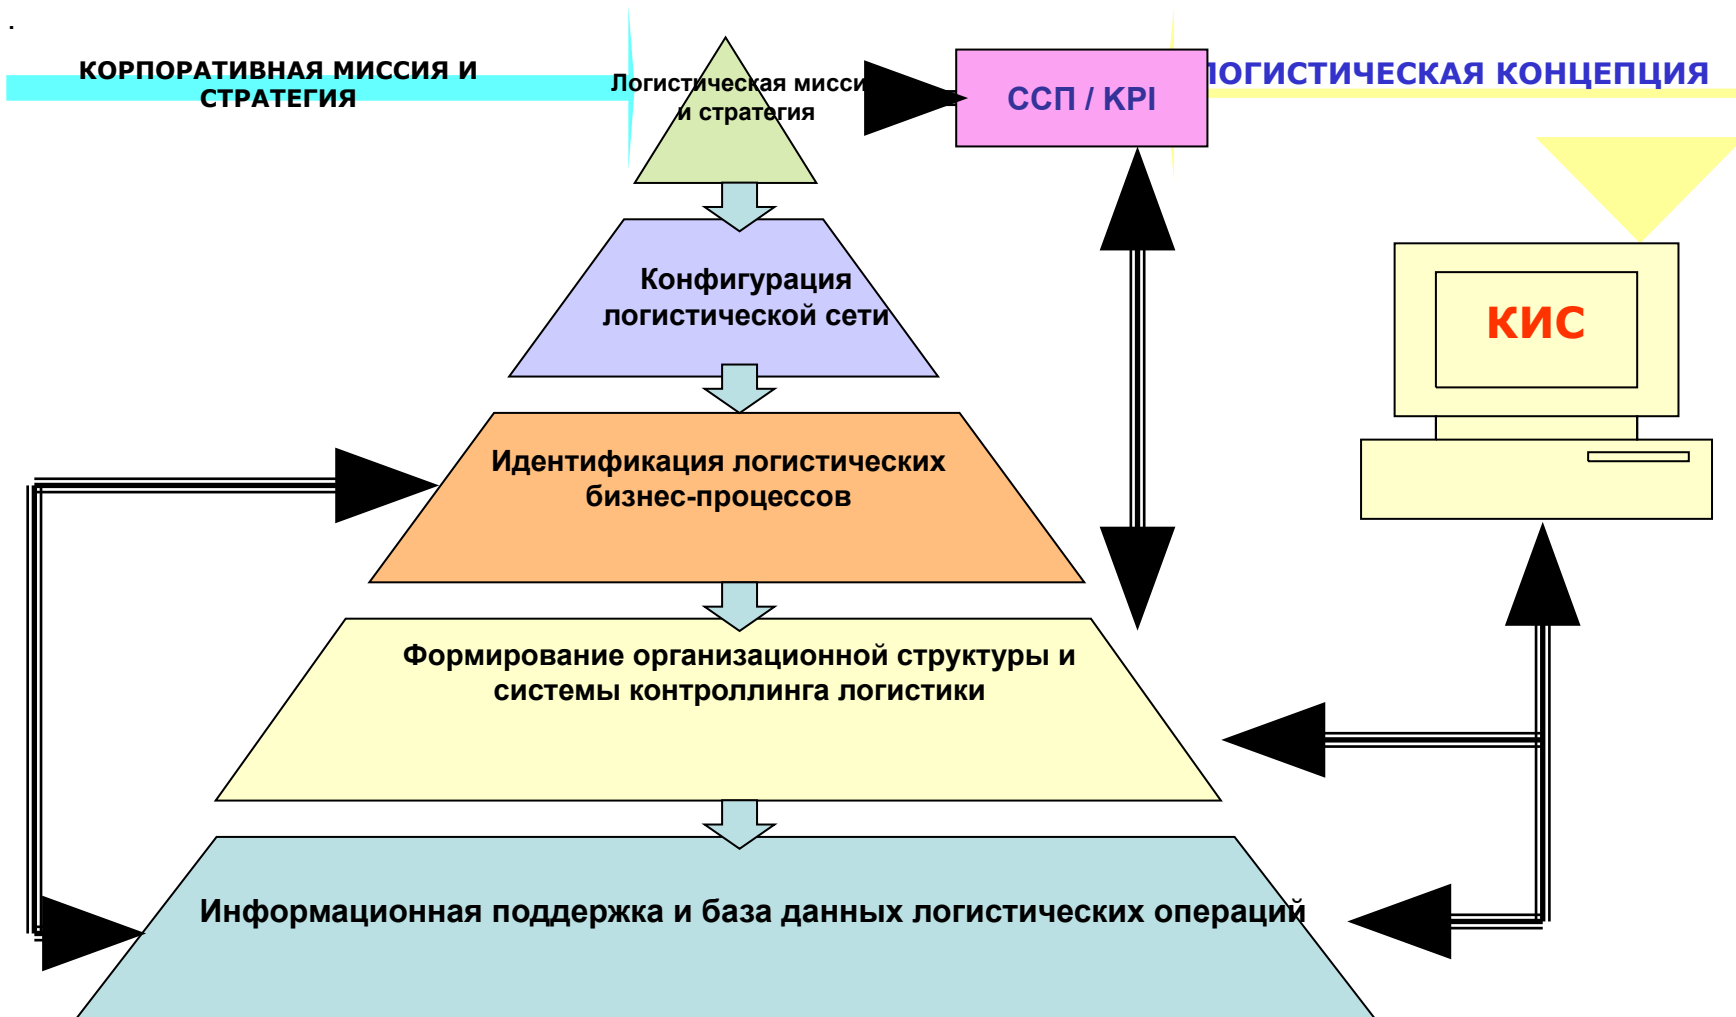 .
КОРПОРАТИВНАЯ МИССИЯ И
СТРАТЕГИЯ
Логистическая мисси
и стратегия
ССП / KPI
ЛОГИСТИЧЕСКАЯ КОНЦЕПЦИЯ
Конфигурация
логистической сети
КИС
Идентификация логистических
бизнес-процессов
Формирование организационной структуры и
системы контроллинга логистики
Информационная поддержка и база данных логистических операций